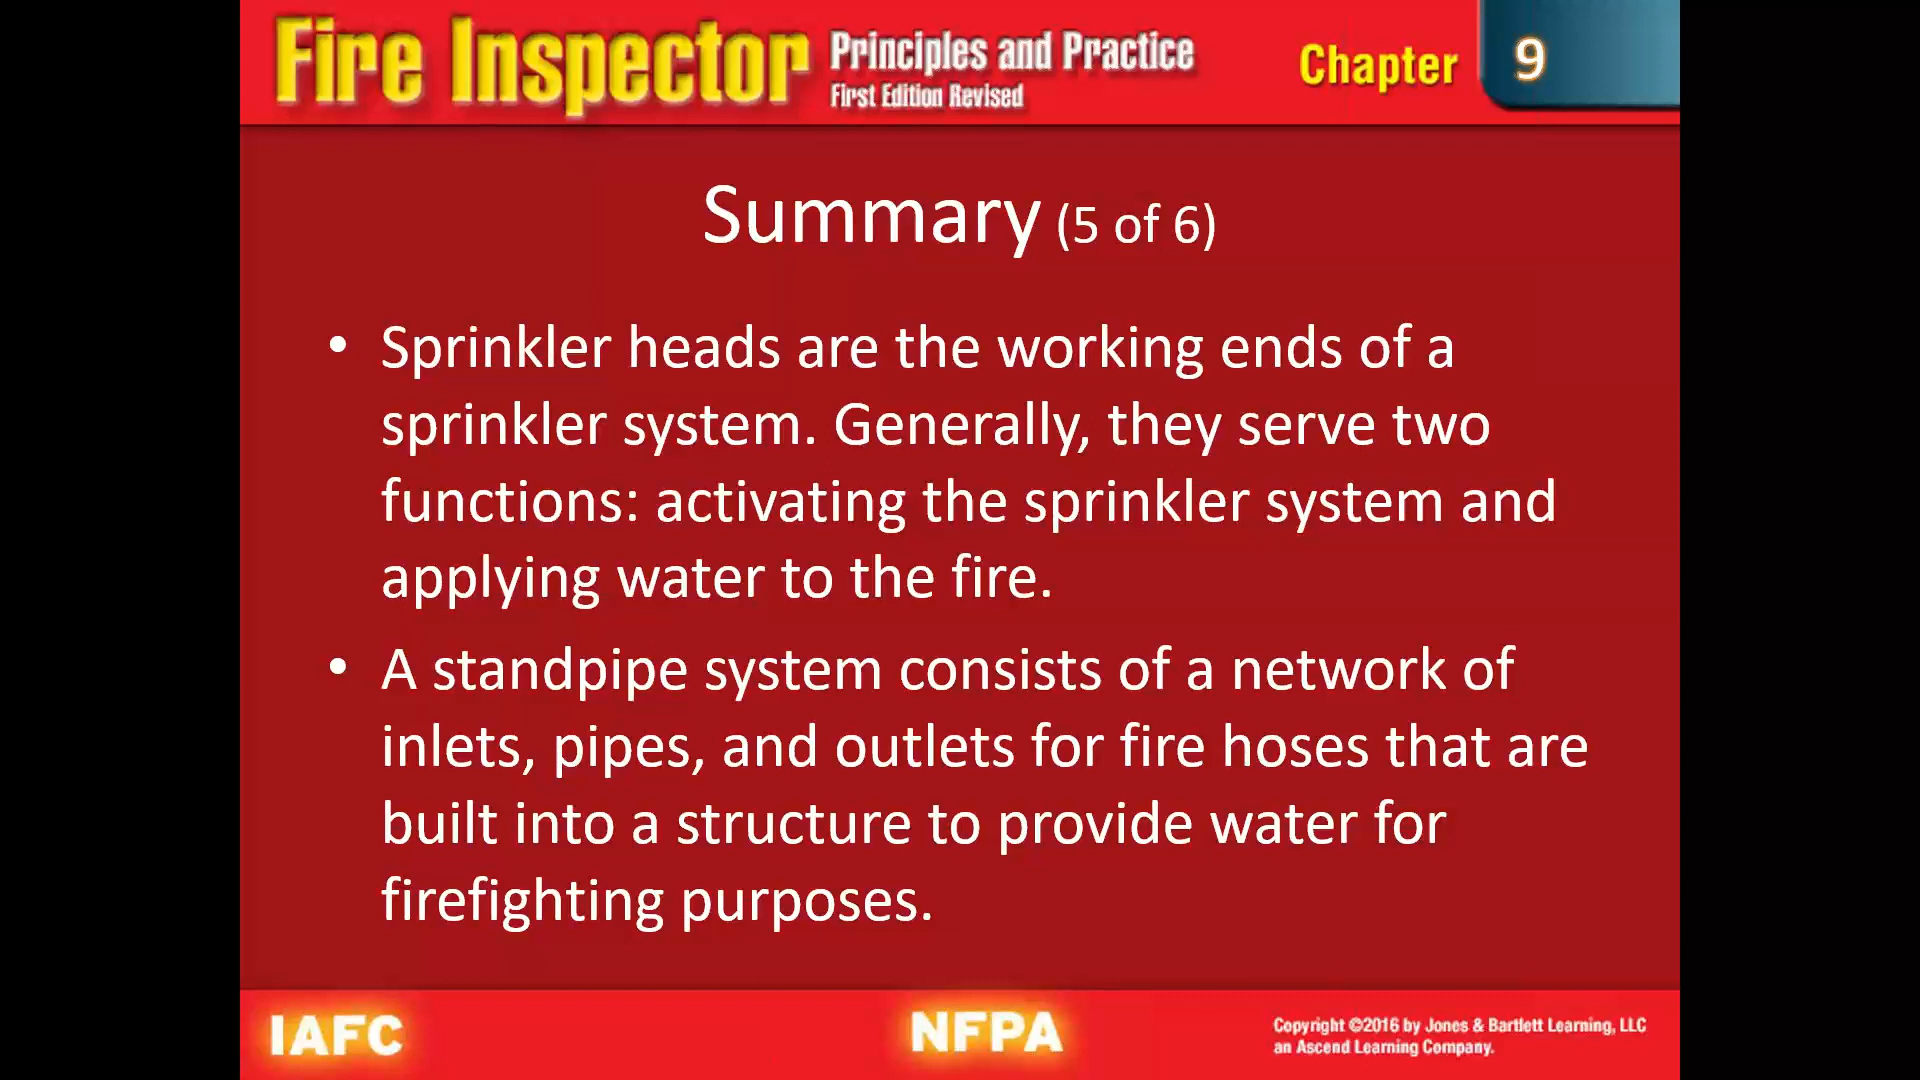 Fire Inspector Principles and Practice
First Edition Revised
Chapter 9
Summary (5 of 6)
• Sprinkler heads are the working ends of a
sprinkler system. Generally, they serve two
functions: activating the sprinkler system and
applying water to the fire.
• A standpipe system consists of a network of
inlets, pipes, and outlets for fire hoses that are
built into a structure to provide water for
firefighting purposes.
IAFC
NFPA
Copyright ©2016 by Jones & Bartlett Learning, LLC
an Ascend Learning Company.